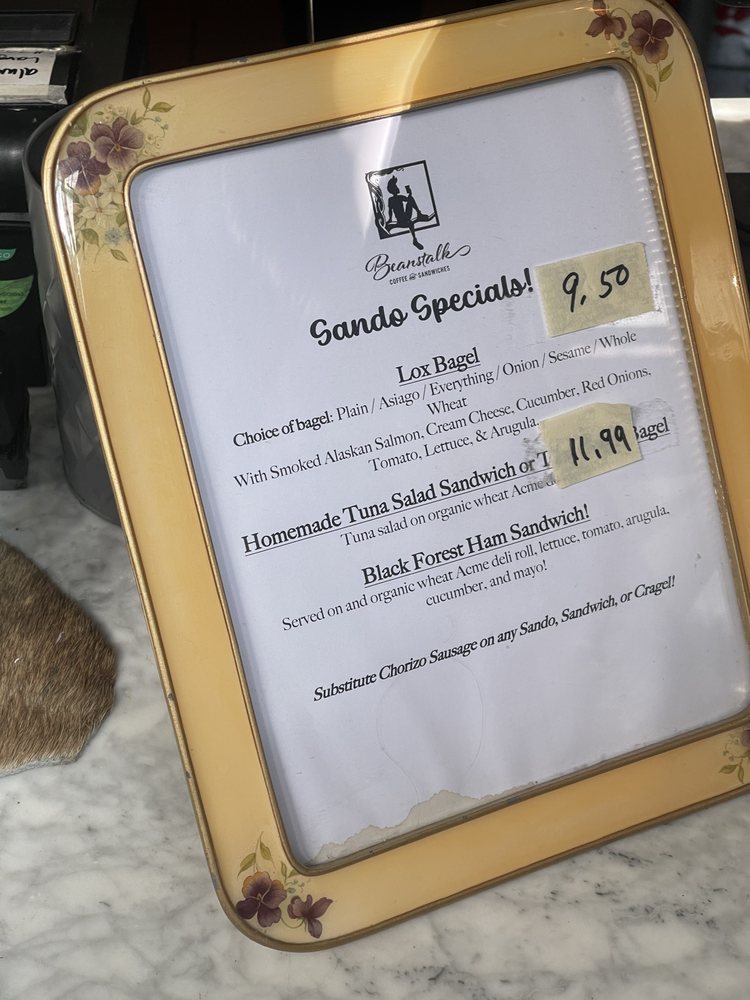 Beanstalk
COFFEE and SANDWICHES
Sando Specials!
9.50
Lox Bagel
Choice of bagel: Plain / Asiago / Everything / Onion / Sesame / Whole
Wheat
With Smoked Alaskan Salmon, Cream Cheese, Cucumber, Red Onions,
Tomato, Lettuce, & Arugula.
11.99
Homemade Tuna Salad Sandwich or T Bagel
Tuna salad on organic wheat Acme
Black Forest Ham Sandwich!
Served on and organic wheat Acme deli roll, lettuce, tomato, arugula,
cucumber, and mayo!
Substitute Chorizo Sausage on any Sando, Sandwich, or Cragel!